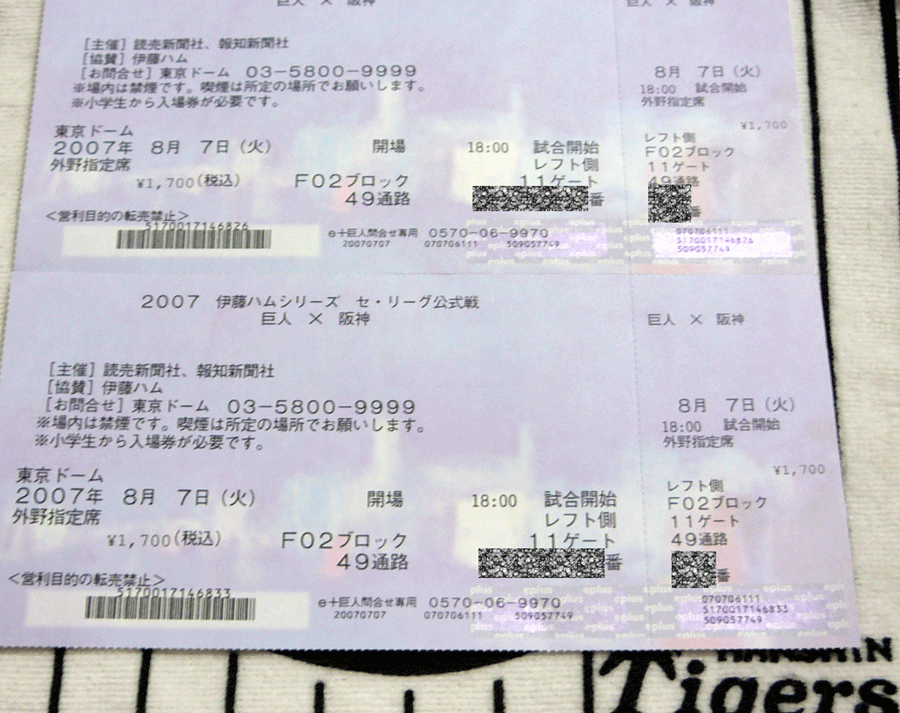 巨人 × 阪神
巨人 × 阪神
[主催] 読売新聞社、報知新聞社
[協賛] 伊藤ハム
[お問合せ] 東京ドーム 03-5800-9999
※場内は禁煙です。喫煙は所定の場所でお願いします。
※小学生から入場券が必要です。
東京ドーム
2007年 8月 7日(火) 開場 18:00 試合開始
外野指定席 レフト側
¥1,700(税込) F02ブロック 11ゲート
49通路 番
<営利目的の転売禁止>
5170017146826
e+巨人問合せ専用 0570-06-9970
20070707 070706111 509057749
8月 7日(火)
18:00 試合開始
外野指定席
¥1,700
レフト側
F02ブロック
11ゲート
49通路
番
070706111
5170017146826
509057749
2007 伊藤ハムシリーズ セ・リーグ公式戦
巨人 × 阪神
巨人 × 阪神
[主催] 読売新聞社、報知新聞社
[協賛] 伊藤ハム
[お問合せ] 東京ドーム 03-5800-9999
※場内は禁煙です。喫煙は所定の場所でお願いします。
※小学生から入場券が必要です。
東京ドーム
2007年 8月 7日(火) 開場 18:00 試合開始
外野指定席 レフト側
¥1,700(税込) F02ブロック 11ゲート
49通路 番
<営利目的の転売禁止>
5170017146833
e+巨人問合せ専用 0570-06-9970
20070707 070706111 509057749
8月 7日(火)
18:00 試合開始
外野指定席
¥1,700
レフト側
F02ブロック
11ゲート
49通路
番
070706111
5170017146833
509057749
HANSHIN
Tigers